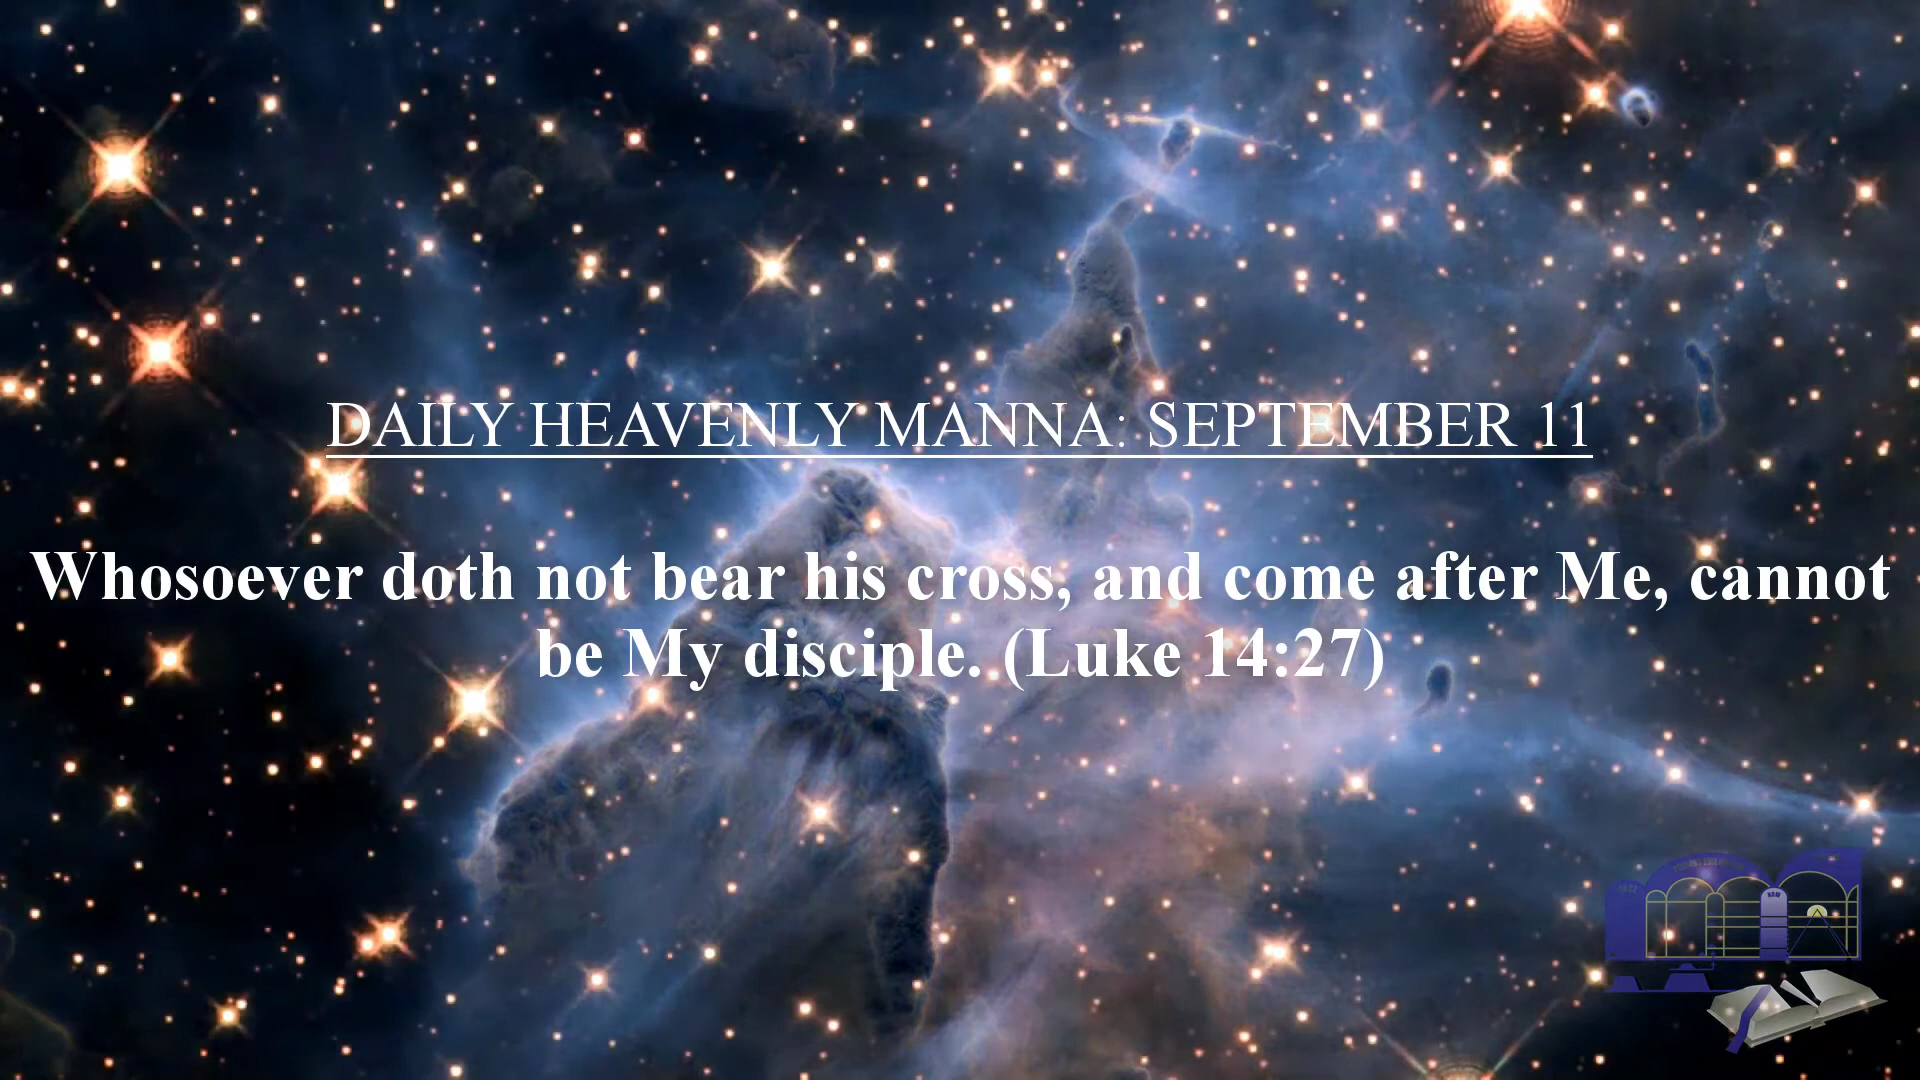 DAILY HEAVENLY MANNA: SEPTEMBER 11
Whosoever doth not bear his cross, and come after Me, cannot
be My disciple. (Luke 14:27)